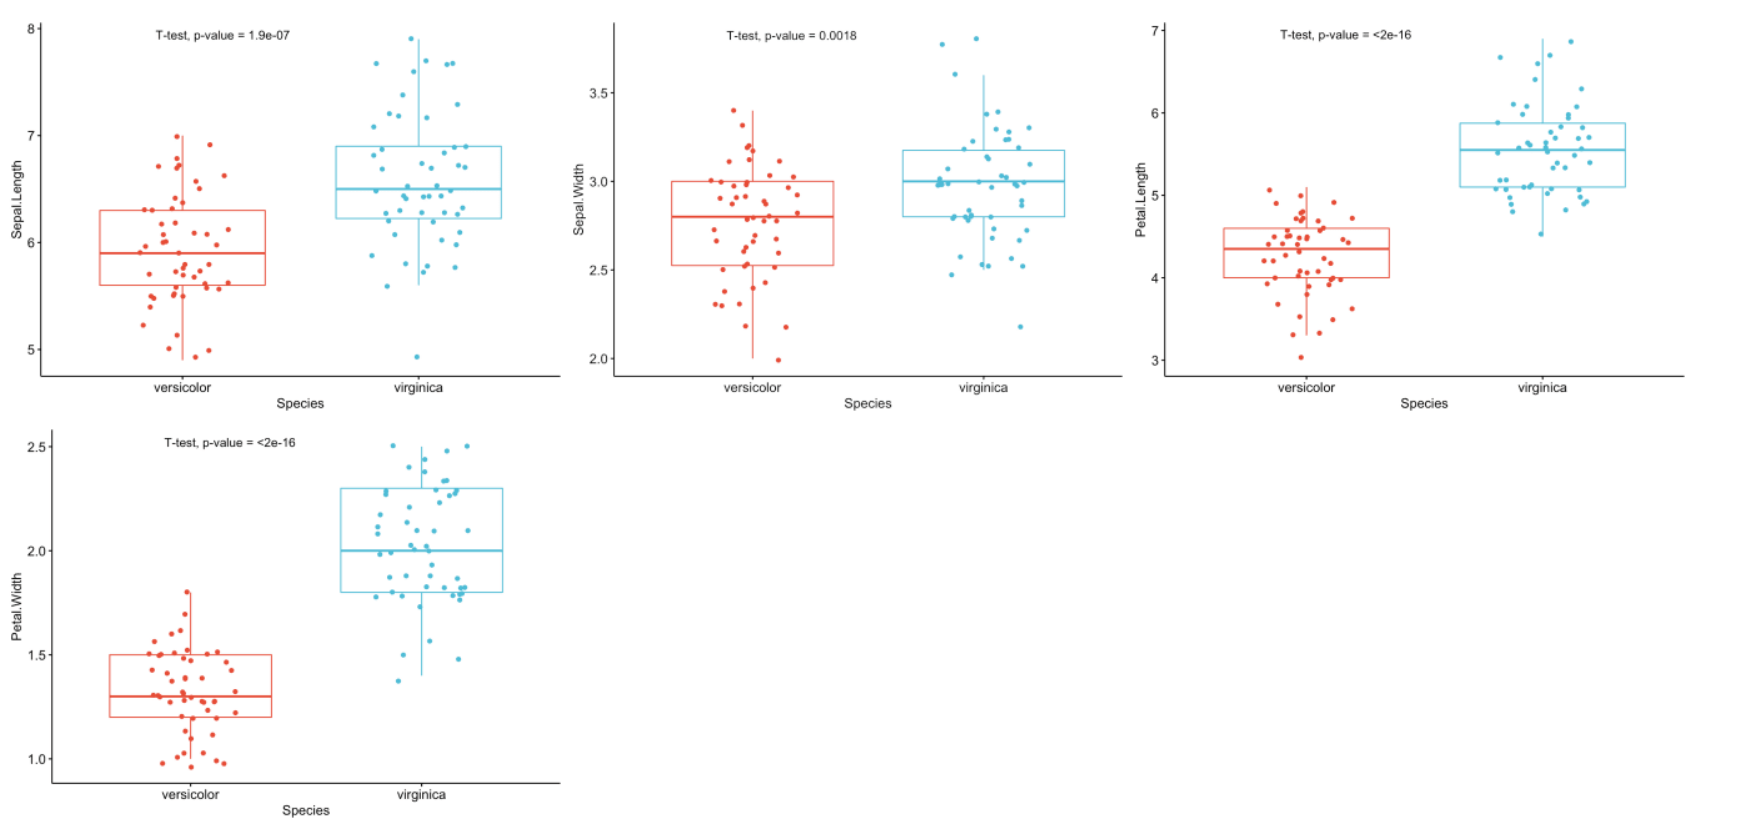 T-test, p-value = 1.9e-07
8
7
6
5
Sepal.Length
versicolor virginica
Species
T-test, p-value = 0.0018
3.5
3.0
2.5
2.0
Sepal.Width
versicolor virginica
Species
T-test, p-value = <2e-16
7
6
5
4
3
Petal.Length
versicolor virginica
Species
T-test, p-value = <2e-16
2.5
2.0
1.5
1.0
Petal.Width
versicolor virginica
Species